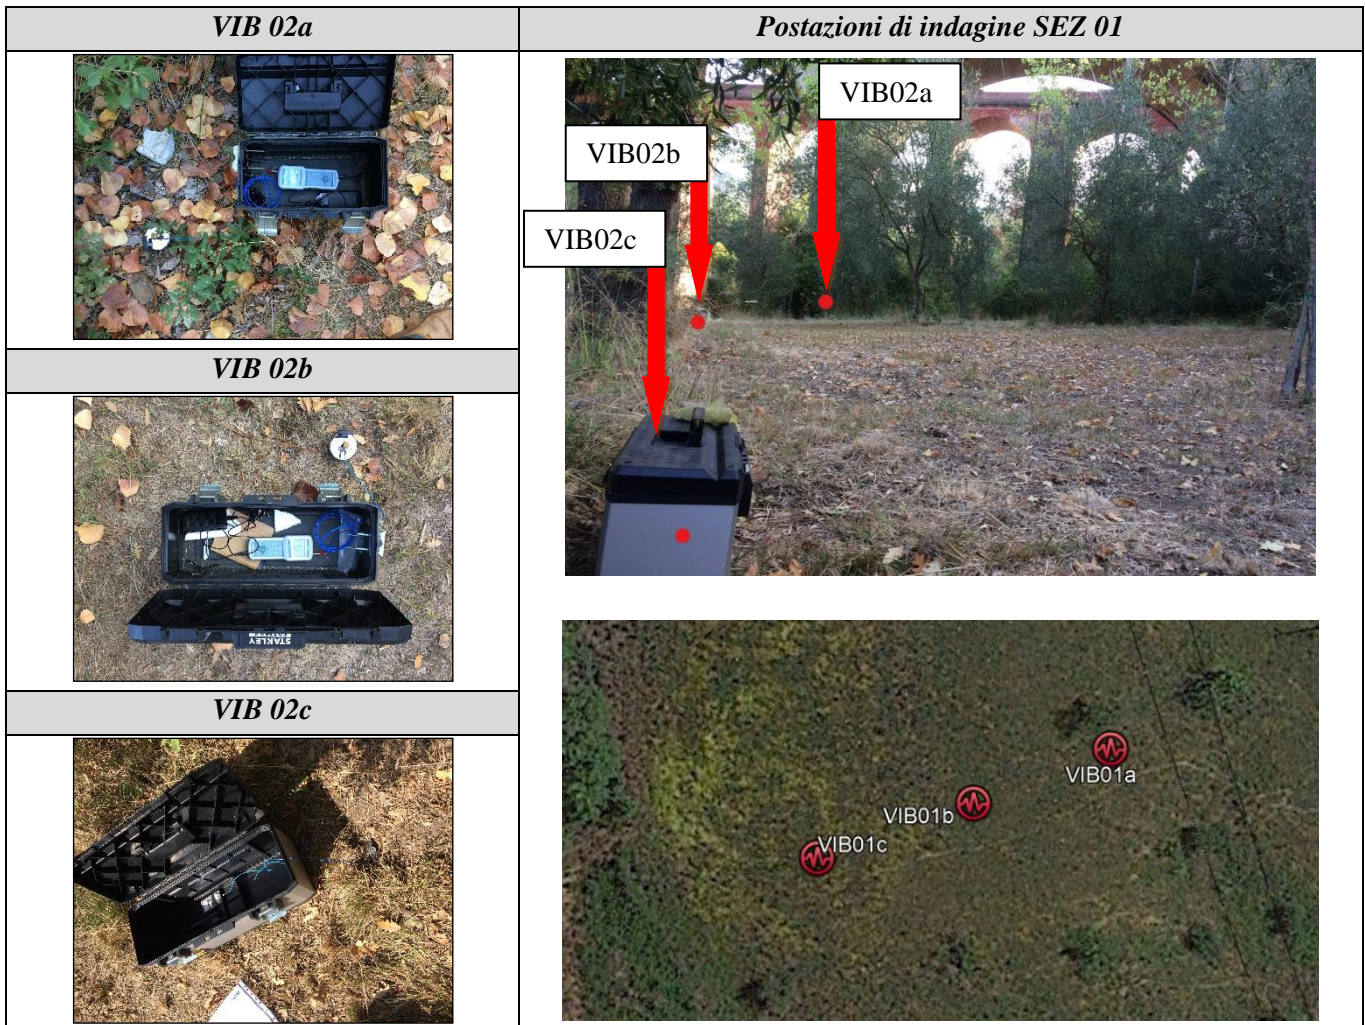 VIB 02a
Postazioni di indagine SEZ 01
VIB02a
VIB02b
VIB02c
VIB 02b
STANLEY
VIB 02c
VIB01a
VIB01b
VIB01c